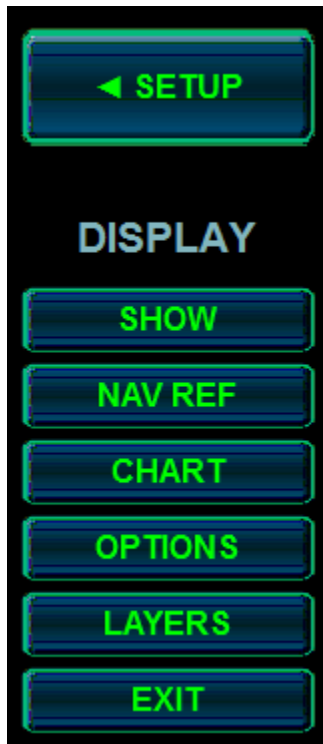 ◄ SETUP
DISPLAY
SHOW
NAV REF
CHART
OPTIONS
LAYERS
EXIT